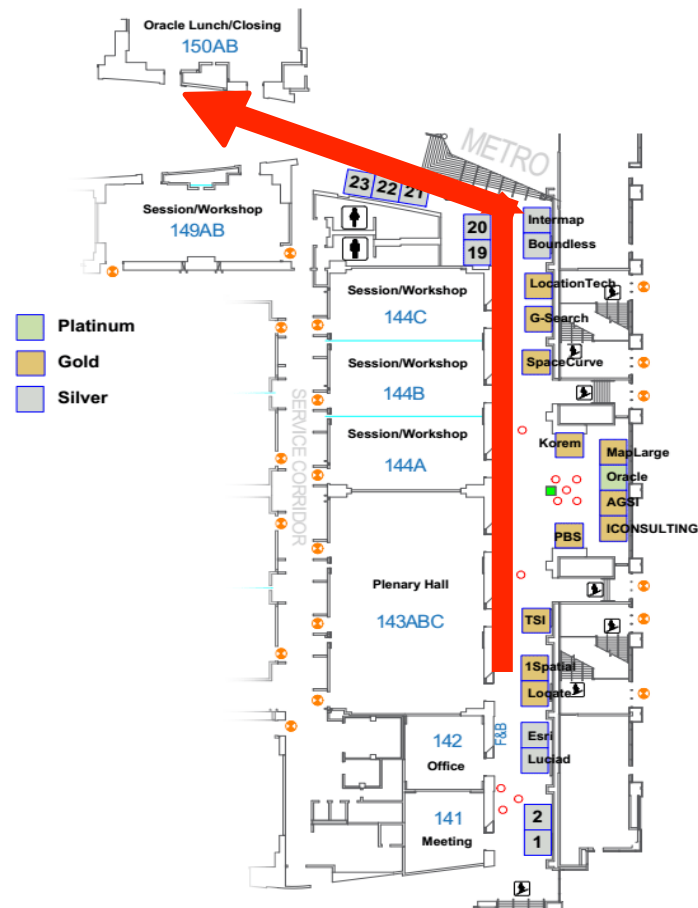 Oracle Lunch/Closing
150AB
METRO
23
22
21
Session/Workshop
149AB
20
19
Intermap
Boundless
LocationTech
G-Search
SpaceCurve
Session/Workshop
144C
Platinum
Gold
Silver
Session/Workshop
144B
SERVICE CORRIDOR
Session/Workshop
144A
Korem
MapLarge
Oracle
AGSI
ICONSULTING
PBS
Plenary Hall
143ABC
TSI
1Spatial
Loqate
142
Office
F&B
Esri
Luciad
141
Meeting
2
1